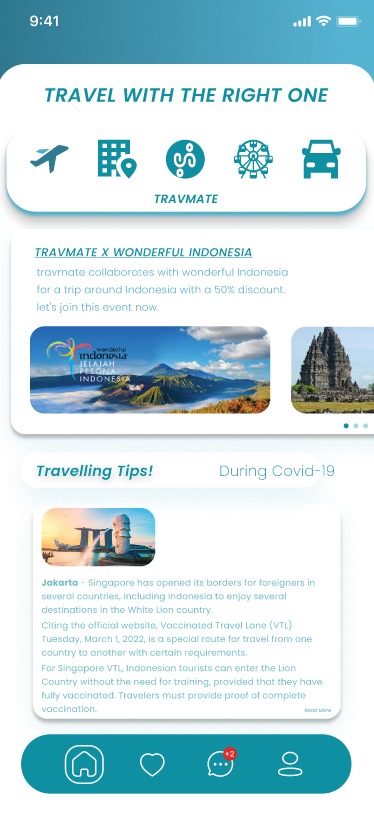 9:41
TRAVEL WITH THE RIGHT ONE
TRAVMATE
TRAVMATE X WONDERFUL INDONESIA
travmate collaborates with wonderful Indonesia
for a trip around Indonesia with a 50% discount.
let's join this event now.
wonderful
indonesia
JELAJAH
PESONA
INDONESIA
Travelling Tips!
During Covid-19
Jakarta - Singapore has opened its borders for foreigners in
several countries, including Indonesia to enjoy several
destinations in the White Lion country.
Citing the official website, Vaccinated Travel Lane (VTL)
Tuesday, March 1, 2022, is a special route for travel from one
country to another with certain requirements.
For Singapore VTL, Indonesian tourists can enter the Lion
Country without the need for training, provided that they have
fully vaccinated. Travelers must provide proof of complete
vaccination.
Read More
+2